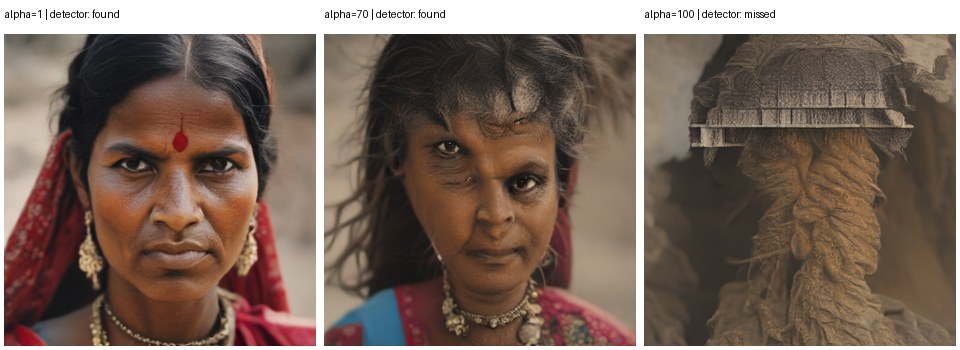 alpha=1 | detector: found
alpha=70 | detector: found
alpha=100 | detector: missed